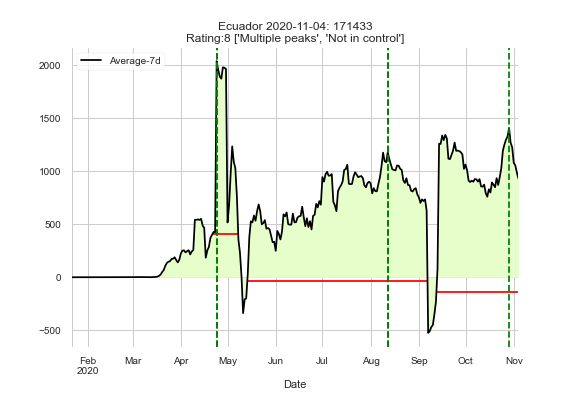 Ecuador 2020-11-04: 171433
Rating:8 ['Multiple peaks', 'Not in control']
Average-7d
2000
1500
1000
500
0
−500
Feb Mar Apr May Jun Jul Aug Sep Oct Nov
2020
Date